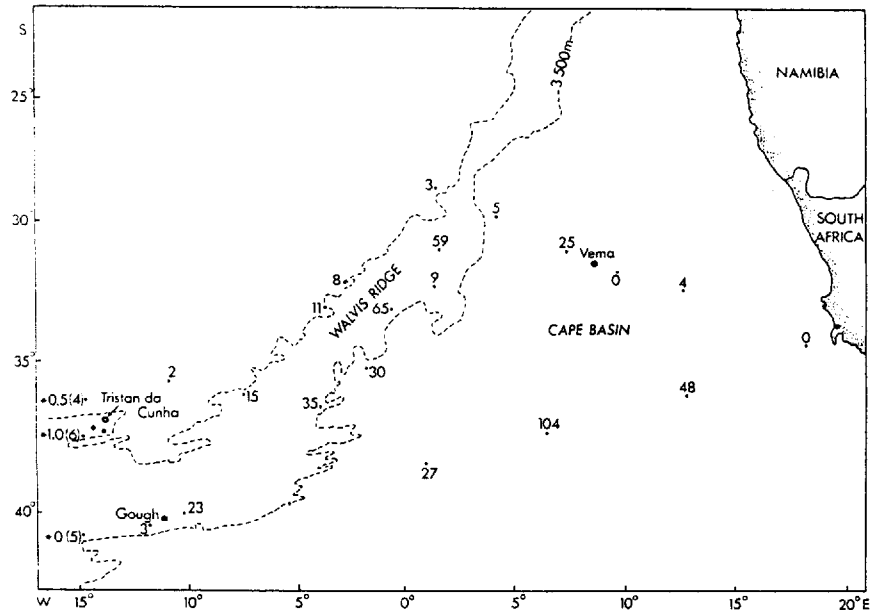 S
25°
30°
35°
40°
NAMIBIA
SOUTH
AFRICA
3 500m
WALVIS RIDGE
CAPE BASIN
Vema
Tristan da
Cunha
Gough
3
5
59
25
0
4
8
9
11
65
0
2
30
48
0.5(4)
15
35
1.0(6)
104
27
23
3
0(5)
W 15° 10° 5° 0° 5° 10° 15° 20° E